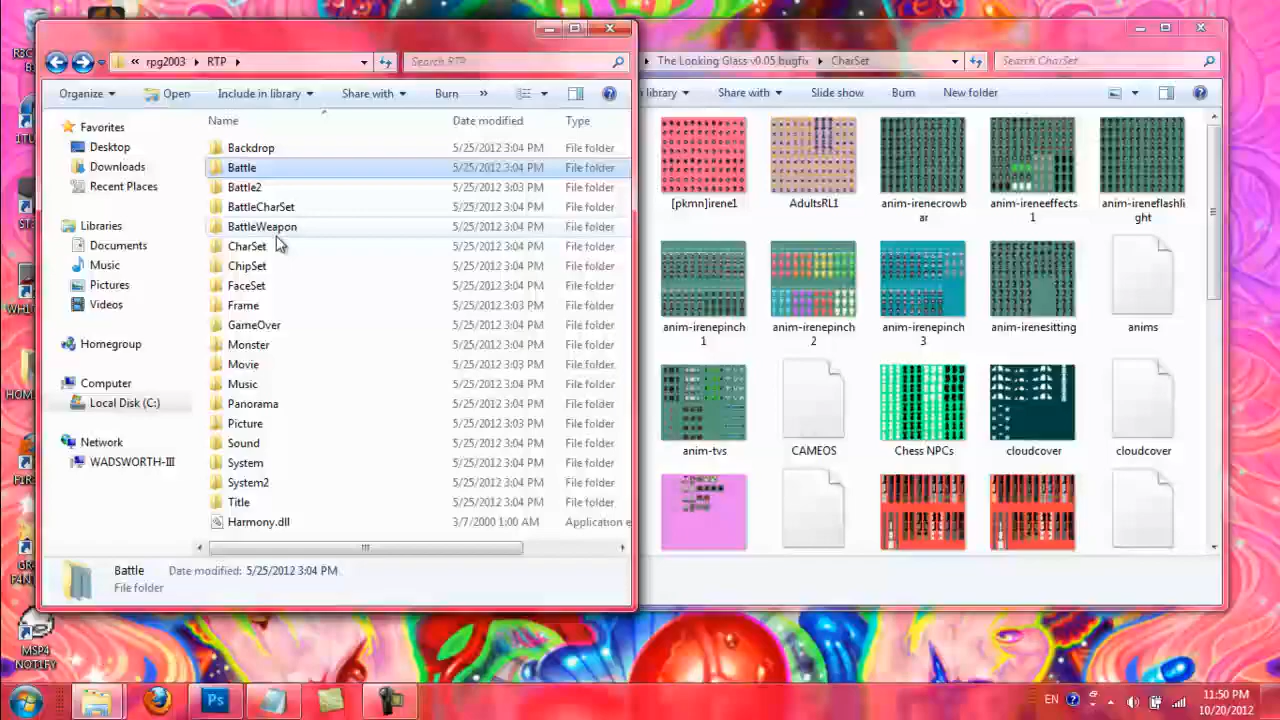 « rpg2003 ▸ RTP ▸
Search RTP
Organize
Open
Include in library
Share with
Burn
»
Name
Date modified
Type
Favorites
Desktop
Downloads
Recent Places
Libraries
Documents
Music
Pictures
Videos
Homegroup
Computer
Local Disk (C:)
Network
WADSWORTH-III
Backdrop 5/25/2012 3:04 PM File folder
Battle 5/25/2012 3:04 PM File folder
Battle2 5/25/2012 3:03 PM File folder
BattleCharSet 5/25/2012 3:04 PM File folder
BattleWeapon 5/25/2012 3:04 PM File folder
CharSet 5/25/2012 3:04 PM File folder
ChipSet 5/25/2012 3:04 PM File folder
FaceSet 5/25/2012 3:04 PM File folder
Frame 5/25/2012 3:03 PM File folder
GameOver 5/25/2012 3:04 PM File folder
Monster 5/25/2012 3:04 PM File folder
Movie 5/25/2012 3:03 PM File folder
Music 5/25/2012 3:04 PM File folder
Panorama 5/25/2012 3:04 PM File folder
Picture 5/25/2012 3:03 PM File folder
Sound 5/25/2012 3:04 PM File folder
System 5/25/2012 3:04 PM File folder
System2 5/25/2012 3:04 PM File folder
Title 5/25/2012 3:04 PM File folder
Harmony.dll 3/7/2000 1:00 AM Application e
Battle Date modified: 5/25/2012 3:04 PM
File folder
The Looking Glass v0.05 bugfix ▸ CharSet
Search CharSet
library
Share with
Slide show
Burn
New folder
[pkmn]irene1
AdultsRL1
anim-irenecrowbar
anim-ireneeffects1
anim-ireneflashlight
anim-irenepinch1
anim-irenepinch2
anim-irenepinch3
anim-irenesitting
anims
anim-tvs
CAMEOS
Chess NPCs
cloudcover
cloudcover
MSP4
NOT1FY
Ps
EN
11:50 PM
10/20/2012